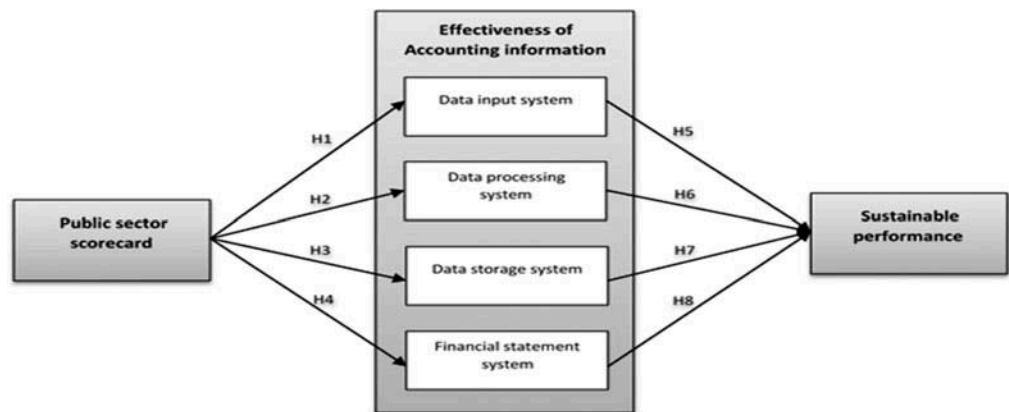 Effectiveness of
Accounting information
Data input system
H1
H5
Data processing
system
H2
H6
Public sector
scorecard
Sustainable
performance
H3
H7
Data storage system
H4
H8
Financial statement
system